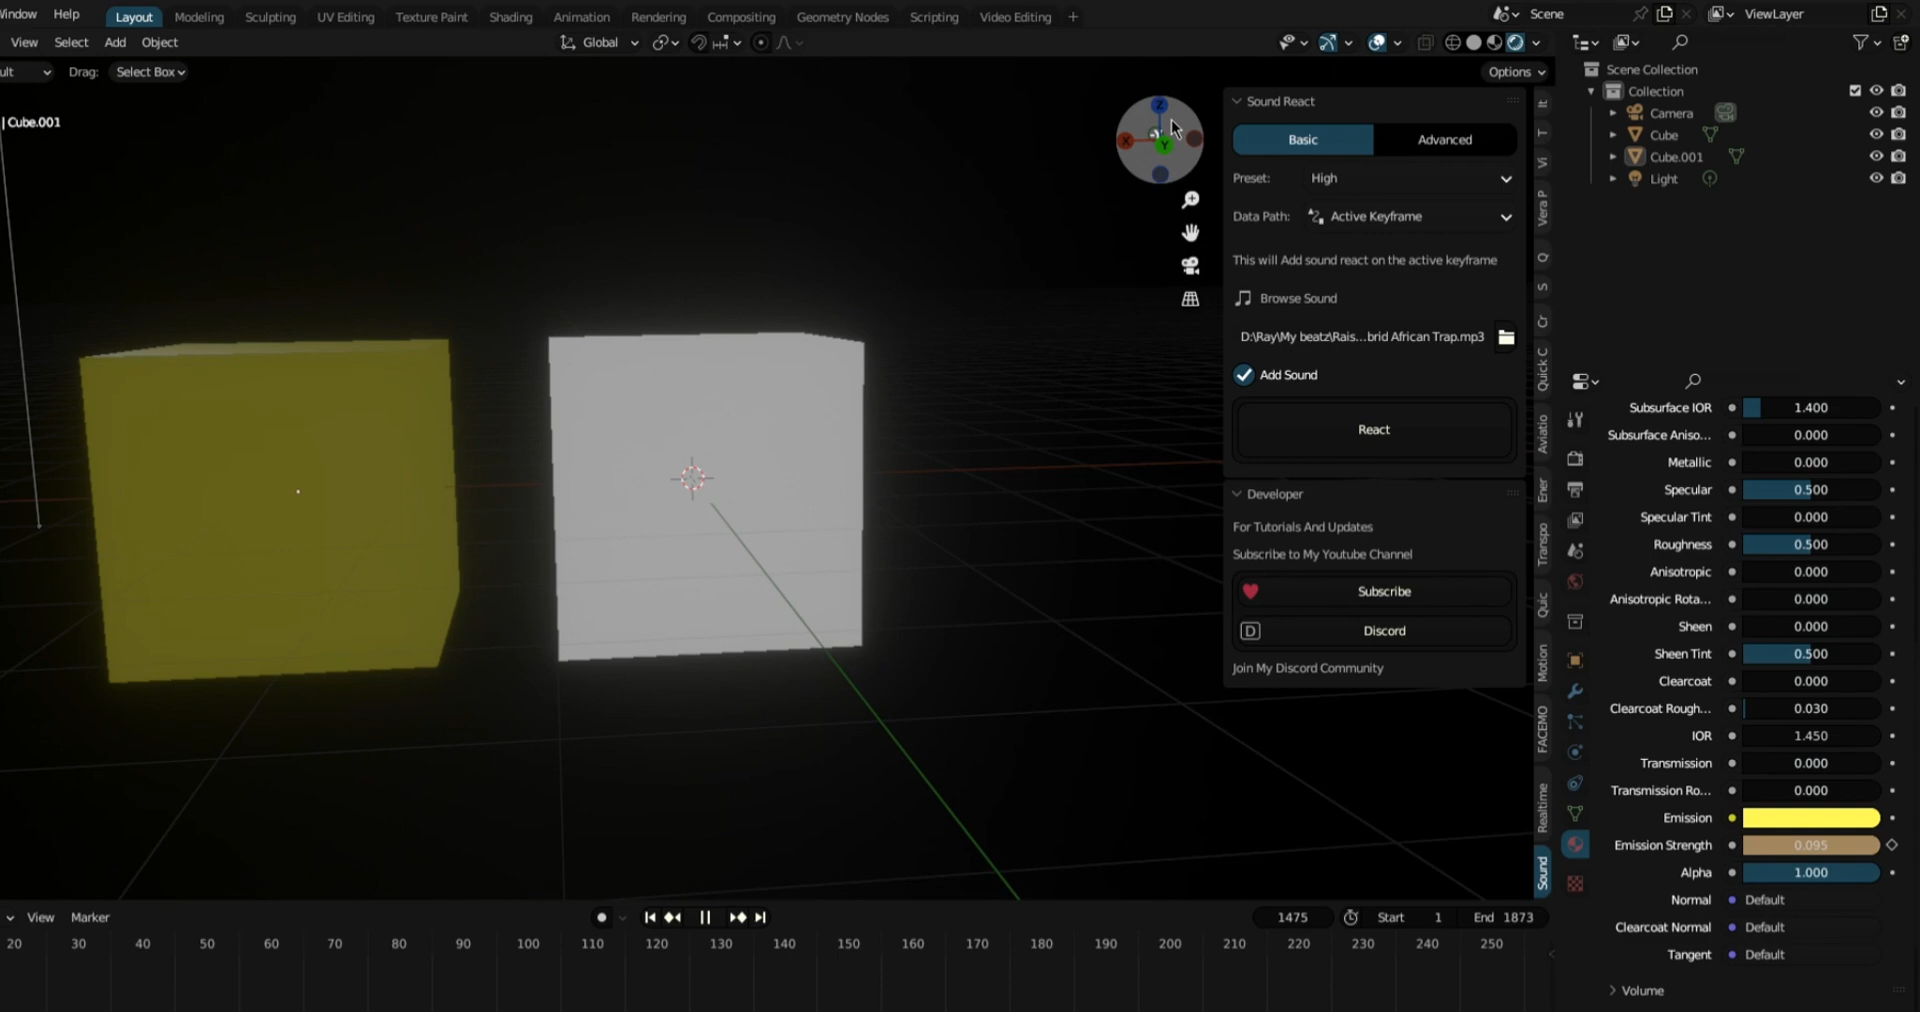 Window Help Layout Modeling Sculpting UV Editing Texture Paint Shading Animation Rendering Compositing Geometry Nodes Scripting Video Editing + Scene ViewLayer
View Select Add Object Global
Drag: Select Box Options
| Cube.001
Z
X
-Y
Y
Sound React
Basic Advanced
Preset: High
Data Path: Active Keyframe
This will Add sound react on the active keyframe
Browse Sound
D:\Ray\My beatz\Rais...brid African Trap.mp3
Add Sound
React
Developer
For Tutorials And Updates
Subscribe to My Youtube Channel
Subscribe
D Discord
Join My Discord Community
It
T
Vi
Vera P
Q
S
Cr
Quick C
Aviatio
Ener
Transpo
Quic
Motion
FACEMO
Realtime
Sound
Scene Collection
Collection
Camera
Cube
Cube.001
Light
Subsurface IOR 1.400
Subsurface Aniso... 0.000
Metallic 0.000
Specular 0.500
Specular Tint 0.000
Roughness 0.500
Anisotropic 0.000
Anisotropic Rota... 0.000
Sheen 0.000
Sheen Tint 0.500
Clearcoat 0.000
Clearcoat Rough... 0.030
IOR 1.450
Transmission 0.000
Transmission Ro... 0.000
Emission
Emission Strength 0.095
Alpha 1.000
Normal Default
Clearcoat Normal Default
Tangent Default
Volume
View Marker 1475 Start 1 End 1873
20 30 40 50 60 70 80 90 100 110 120 130 140 150 160 170 180 190 200 210 220 230 240 250